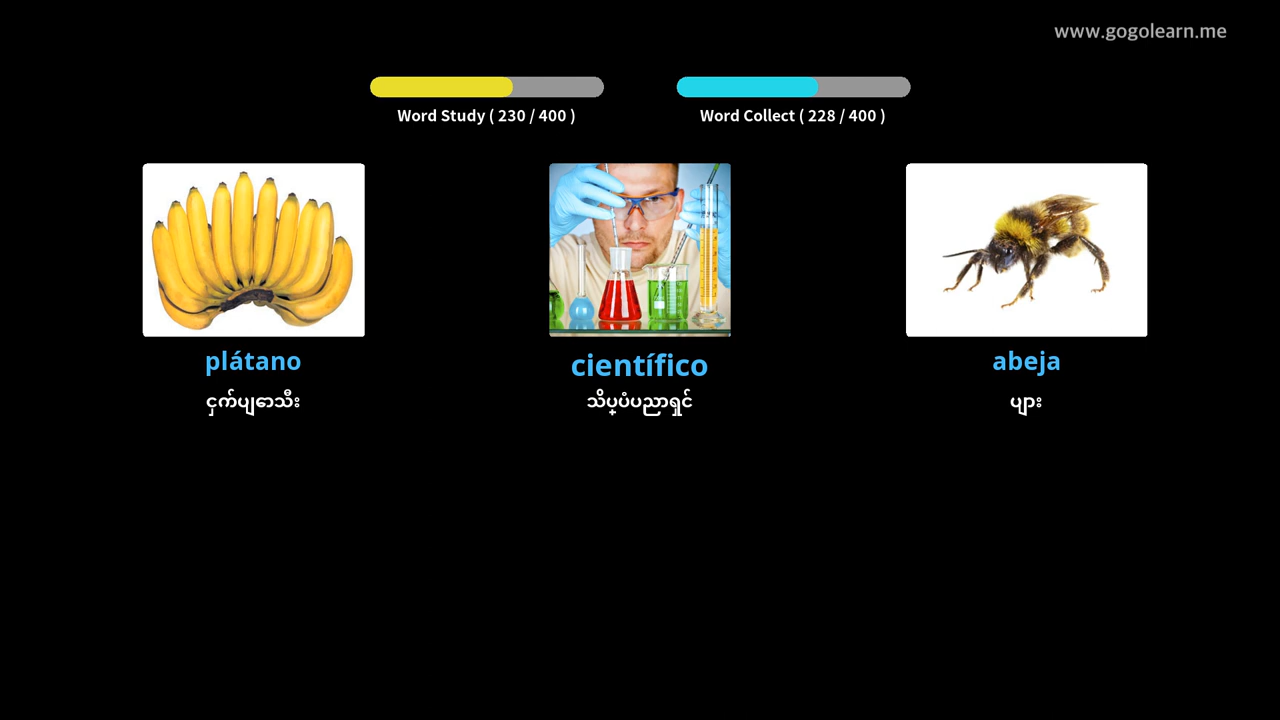 www.gogolearn.me
Word Study ( 230 / 400 )
Word Collect ( 228 / 400 )
plátano
científico
abeja
ငှက်ပျောသီး
သိပ္ပံပညာရှင်
ပျား